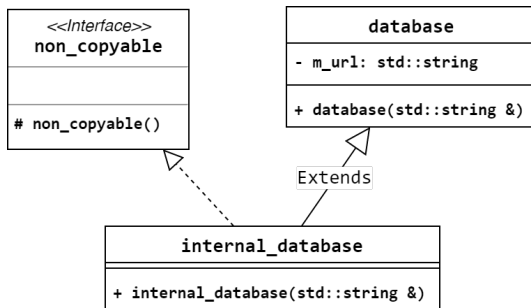 <<Interface>>
non_copyable
# non_copyable()
database
- m_url: std::string
+ database(std::string &)
Extends
internal_database
+ internal_database(std::string &)